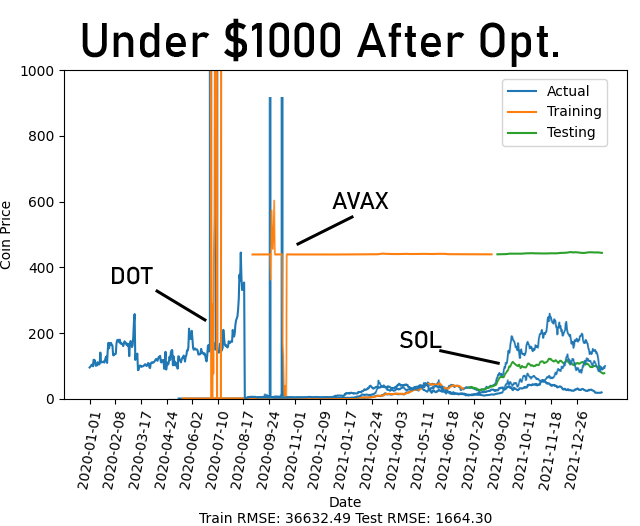 Under $1000 After Opt.
1000
800
600
400
200
0
Coin Price
Actual
Training
Testing
AVAX
DOT
SOL
2020-01-01
2020-02-08
2020-03-17
2020-04-24
2020-06-02
2020-07-10
2020-08-17
2020-09-24
2020-11-01
2020-12-09
2021-01-17
2021-02-24
2021-04-03
2021-05-11
2021-06-18
2021-07-26
2021-09-02
2021-10-11
2021-11-18
2021-12-26
Date
Train RMSE: 36632.49 Test RMSE: 1664.30